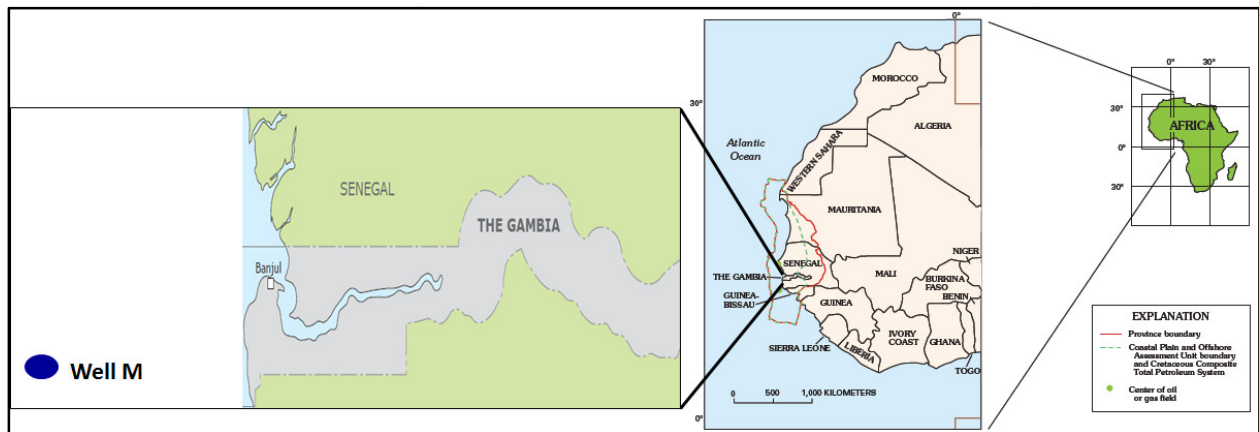 SENEGAL
THE GAMBIA
Banjul
Well M
0°
30°
0°
Atlantic
Ocean
MOROCCO
ALGERIA
WESTERN SAHARA
MAURITANIA
SENEGAL
THE GAMBIA
GUINEA-
BISSAU
MALI
NIGER
BURKINA
FASO
BENIN
GUINEA
SIERRA LEONE
LIBERIA
IVORY
COAST
GHANA
TOGO
0 500 1,000 KILOMETERS
0° 30°
30°
AFRICA
0°
30°
30°
0°
30°
EXPLANATION
Province boundary
Coastal Plain and Offshore
Assessment Unit boundary
and Cretaceous Composite
Total Petroleum System
Center of oil
or gas field